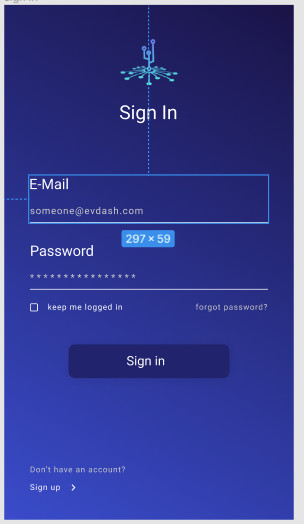 Sign In
E-Mail
someone@evdash.com
297 × 59
Password
****************
keep me logged in
forgot password?
Sign in
Don't have an account?
Sign up